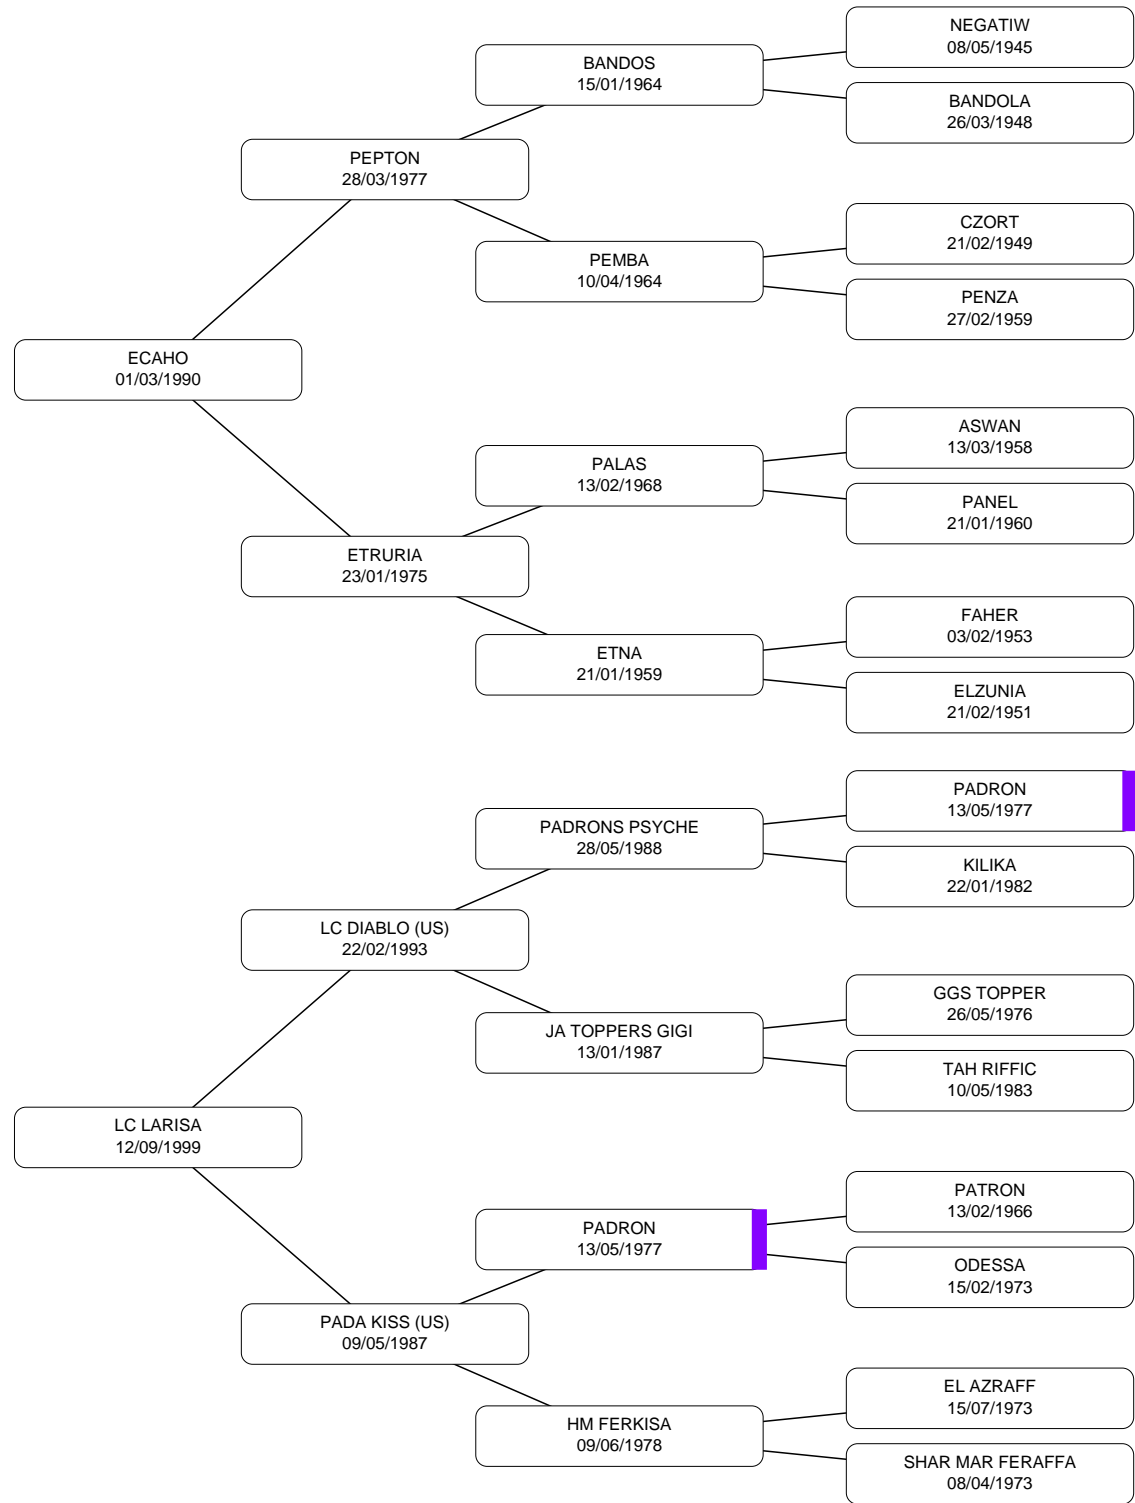 NEGATIW
08/05/1945
BANDOS
15/01/1964
BANDOLA
26/03/1948
PEPTON
28/03/1977
CZORT
21/02/1949
PEMBA
10/04/1964
PENZA
27/02/1959
ECAHO
01/03/1990
ASWAN
13/03/1958
PALAS
13/02/1968
PANEL
21/01/1960
ETRURIA
23/01/1975
FAHER
03/02/1953
ETNA
21/01/1959
ELZUNIA
21/02/1951
PADRON
13/05/1977
PADRONS PSYCHE
28/05/1988
KILIKA
22/01/1982
LC DIABLO (US)
22/02/1993
GGS TOPPER
26/05/1976
JA TOPPERS GIGI
13/01/1987
TAH RIFFIC
10/05/1983
LC LARISA
12/09/1999
PATRON
13/02/1966
PADRON
13/05/1977
ODESSA
15/02/1973
PADA KISS (US)
09/05/1987
EL AZRAFF
15/07/1973
HM FERKISA
09/06/1978
SHAR MAR FERAFFA
08/04/1973